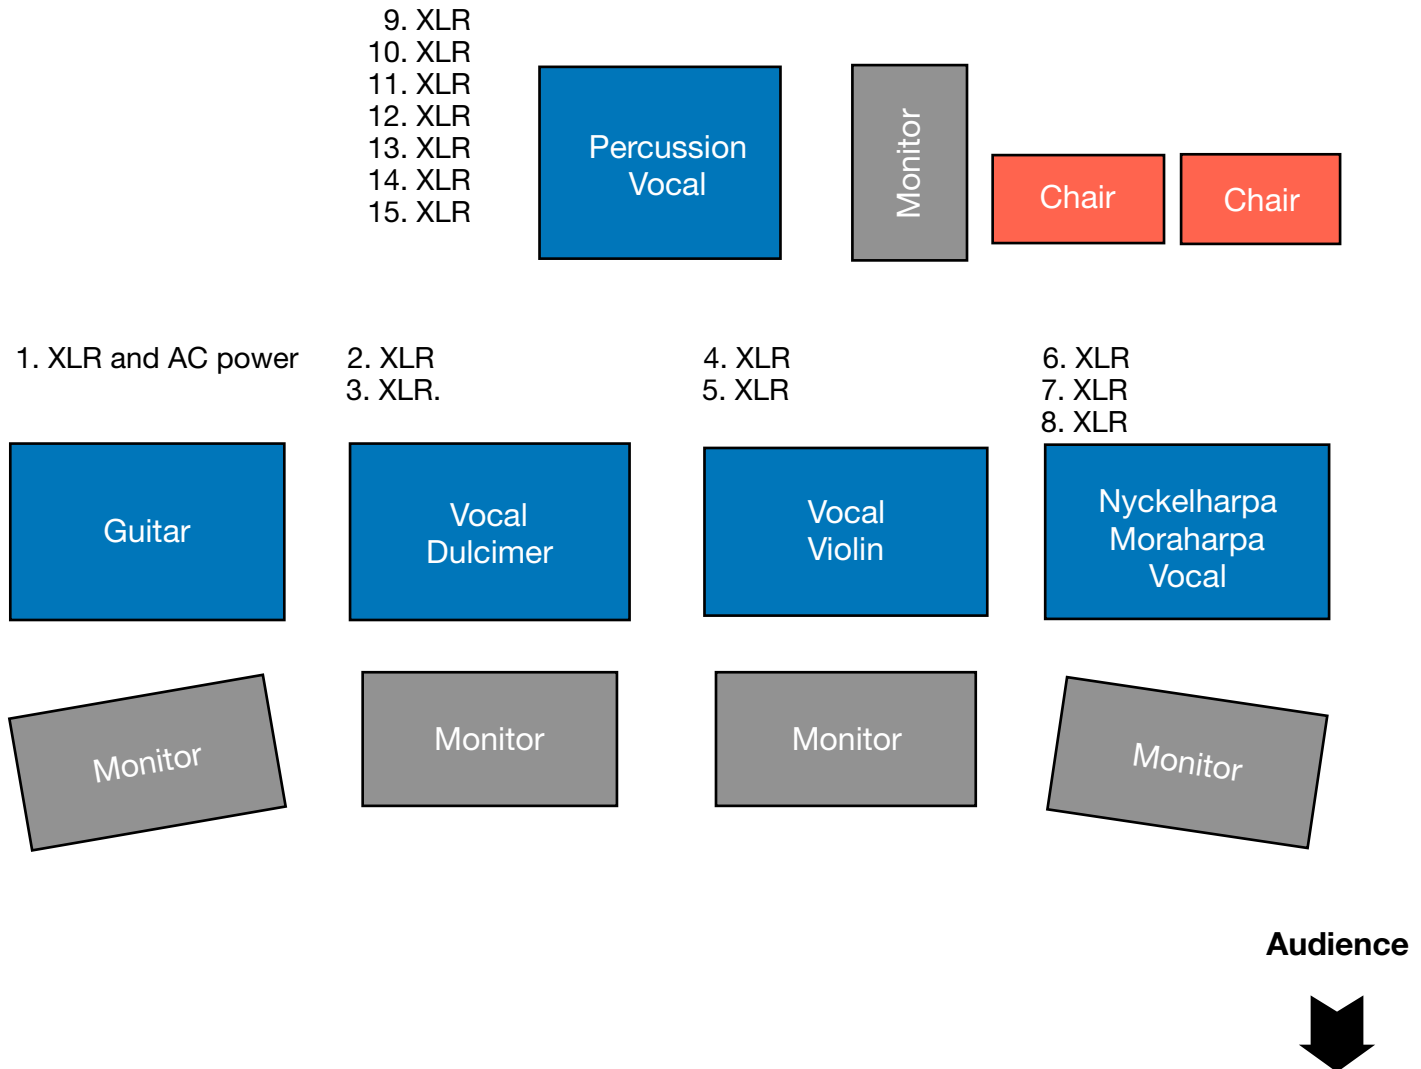 9. XLR
10. XLR
11. XLR
12. XLR
13. XLR
14. XLR
15. XLR
Percussion
Vocal
Monitor
Chair
Chair
1. XLR and AC power
2. XLR
3. XLR.
4. XLR
5. XLR
6. XLR
7. XLR
8. XLR
Guitar
Vocal
Dulcimer
Vocal
Violin
Nyckelharpa
Moraharpa
Vocal
Monitor
Monitor
Monitor
Monitor
Audience